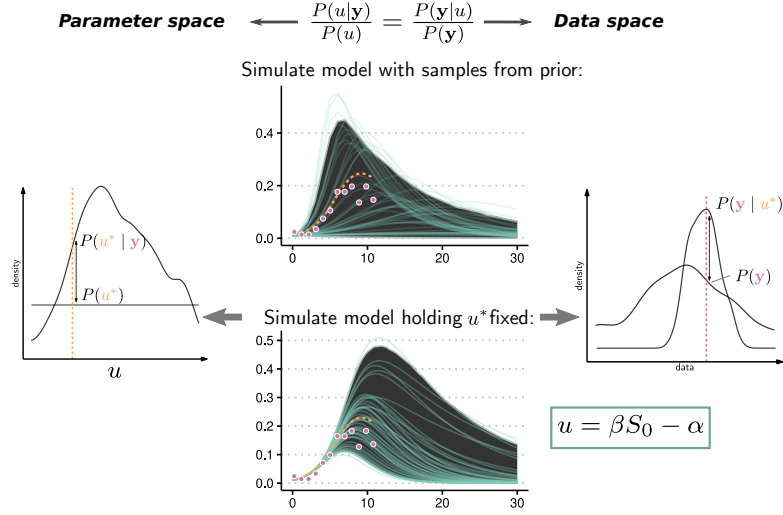 Parameter space
P(u|y)/P(u) = P(y|u)/P(y)
Data space
Simulate model with samples from prior:
0.4
0.2
0.0
0 10 20 30
density
P(u* | y)
P(u*)
u
density
P(y | u*)
P(y)
data
Simulate model holding u* fixed:
0.5
0.4
0.3
0.2
0.1
0.0
0 10 20 30
u = βS₀ − α